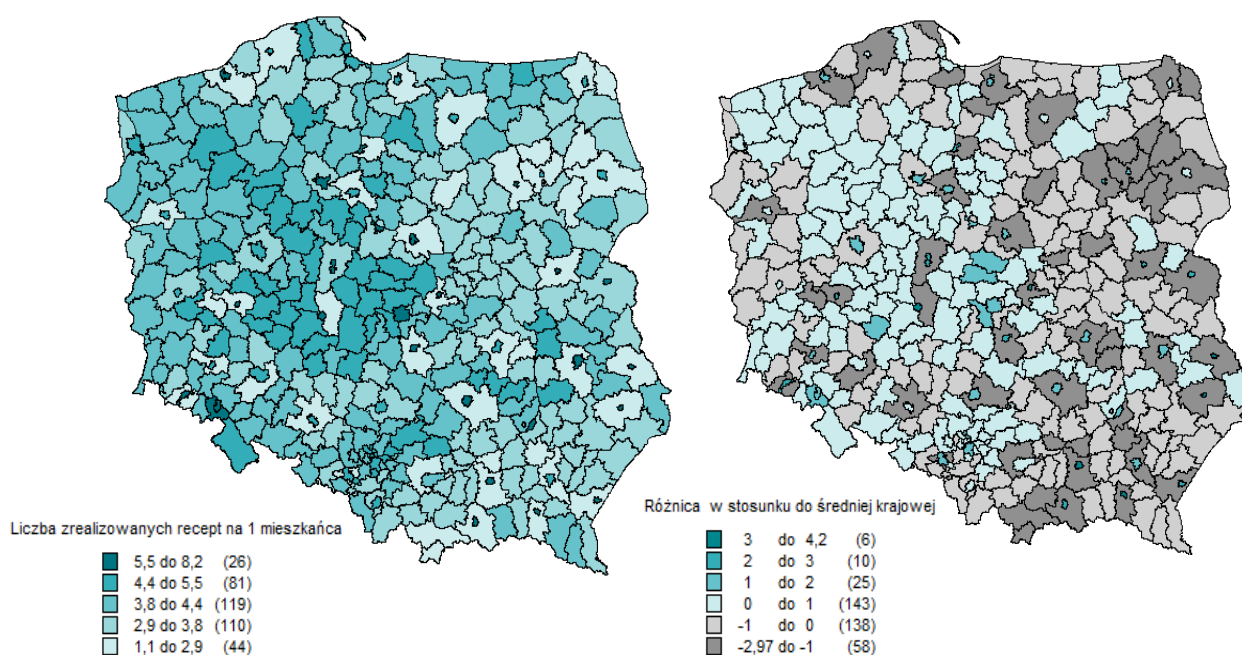 Liczba zrealizowanych recept na 1 mieszkańca
5,5 do 8,2 (26)
4,4 do 5,5 (81)
3,8 do 4,4 (119)
2,9 do 3,8 (110)
1,1 do 2,9 (44)
Różnica w stosunku do średniej krajowej
3 do 4,2 (6)
2 do 3 (10)
1 do 2 (25)
0 do 1 (143)
-1 do 0 (138)
-2,97 do -1 (58)